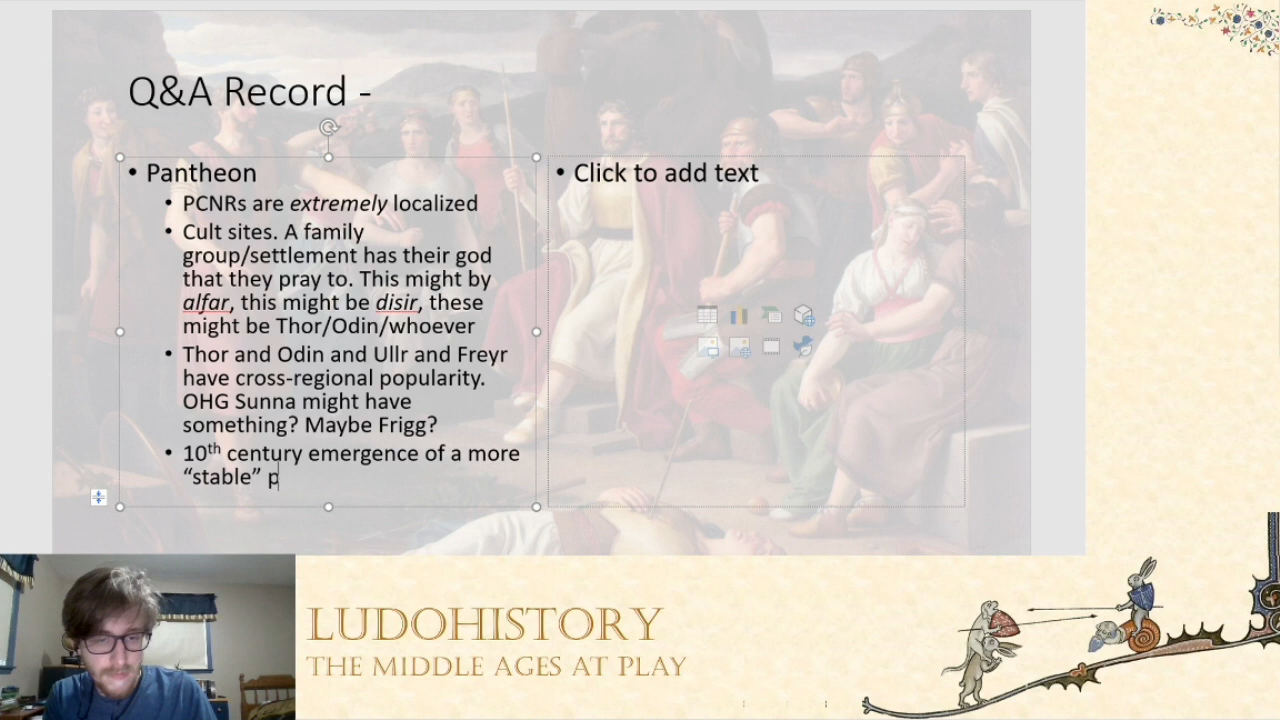 Q&A Record -
• Pantheon
• PCNRs are extremely localized
• Cult sites. A family
group/settlement has their god
that they pray to. This might by
alfar, this might be disir, these
might be Thor/Odin/whoever
• Thor and Odin and Ullr and Freyr
have cross-regional popularity.
OHG Sunna might have
something? Maybe Frigg?
• 10th century emergence of a more
“stable” p
• Click to add text
LUDOHISTORY
THE MIDDLE AGES AT PLAY